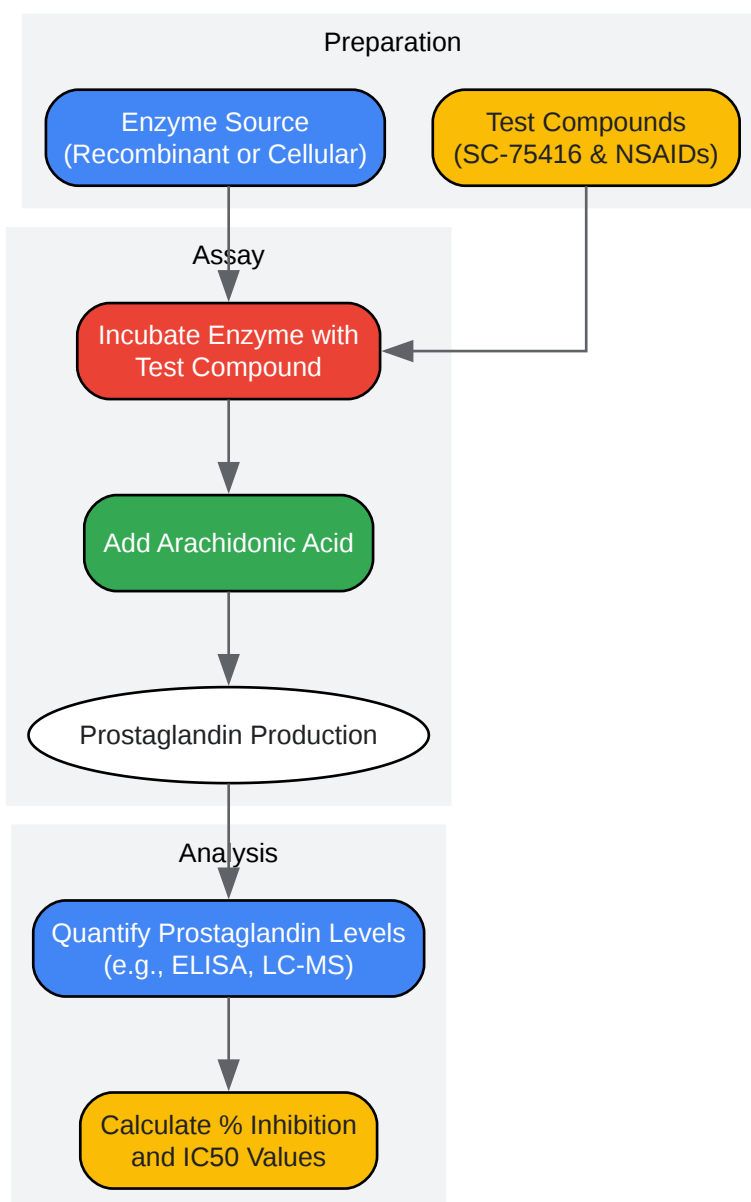 Preparation
Enzyme Source
(Recombinant or Cellular)
Test Compounds
(SC-75416 & NSAIDs)
Assay
Incubate Enzyme with
Test Compound
Add Arachidonic Acid
Prostaglandin Production
Analysis
Quantify Prostaglandin Levels
(e.g., ELISA, LC-MS)
Calculate % Inhibition
and IC50 Values